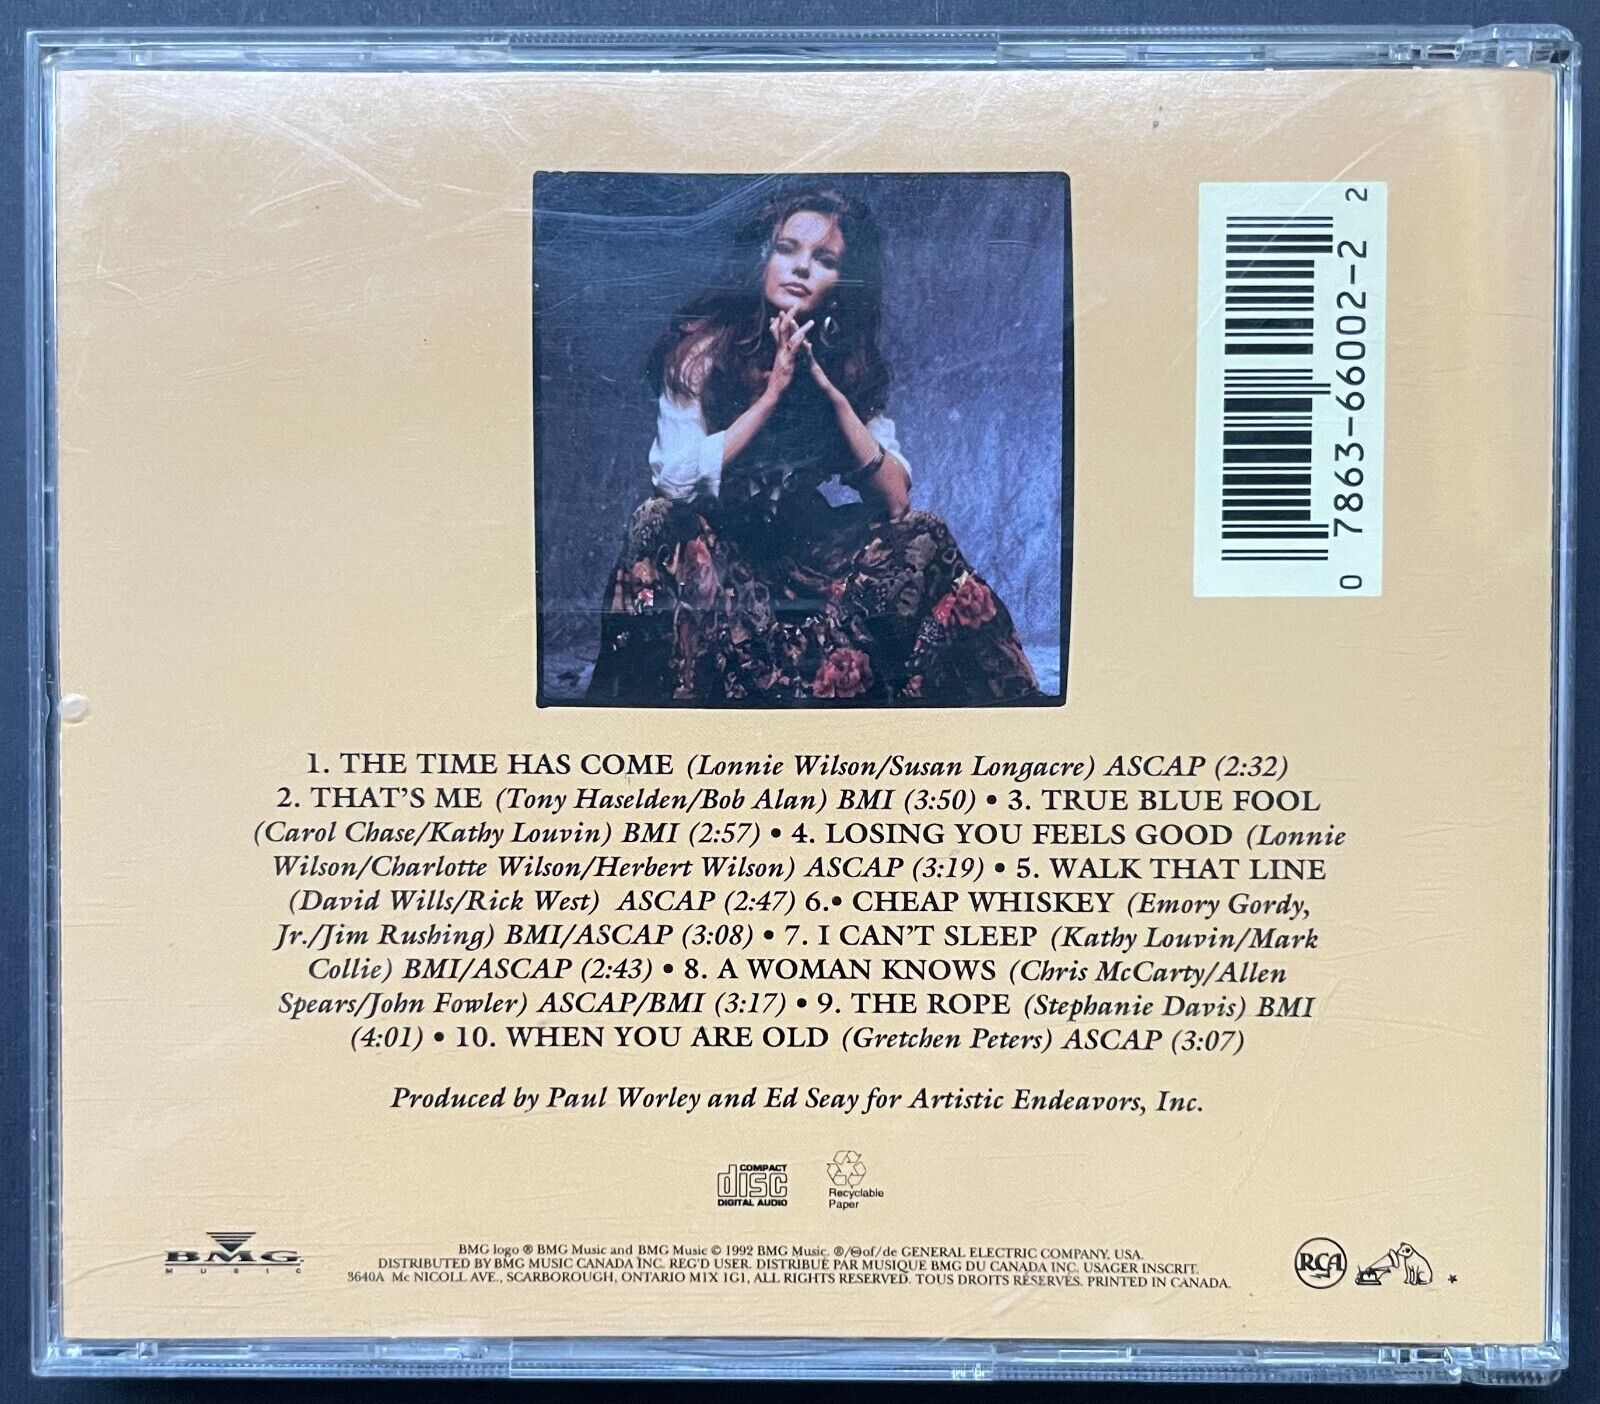 2
0 7863-66002-2
1. THE TIME HAS COME (Lonnie Wilson/Susan Longacre) ASCAP (2:32)
2. THAT'S ME (Tony Haselden/Bob Alan) BMI (3:50) • 3. TRUE BLUE FOOL
(Carol Chase/Kathy Louvin) BMI (2:57) • 4. LOSING YOU FEELS GOOD (Lonnie
Wilson/Charlotte Wilson/Herbert Wilson) ASCAP (3:19) • 5. WALK THAT LINE
(David Wills/Rick West) ASCAP (2:47) 6.• CHEAP WHISKEY (Emory Gordy,
Jr./Jim Rushing) BMI/ASCAP (3:08) • 7. I CAN'T SLEEP (Kathy Louvin/Mark
Collie) BMI/ASCAP (2:43) • 8. A WOMAN KNOWS (Chris McCarty/Allen
Spears/John Fowler) ASCAP/BMI (3:17) • 9. THE ROPE (Stephanie Davis) BMI
(4:01) • 10. WHEN YOU ARE OLD (Gretchen Peters) ASCAP (3:07)
Produced by Paul Worley and Ed Seay for Artistic Endeavors, Inc.
COMPACT
disc
DIGITAL AUDIO
Recyclable
Paper
BMG
MUSIC
BMG logo ® BMG Music and BMG Music © 1992 BMG Music. ®/㎝of/de GENERAL ELECTRIC COMPANY, USA.
DISTRIBUTED BY BMG MUSIC CANADA INC. REG'D USER. DISTRIBUÉ PAR MUSIQUE BMG DU CANADA INC. USAGER INSCRIT.
3640A Mc NICOLL AVE., SCARBOROUGH, ONTARIO M1X 1G1, ALL RIGHTS RESERVED. TOUS DROITS RÉSERVÉS. PRINTED IN CANADA.
RCA